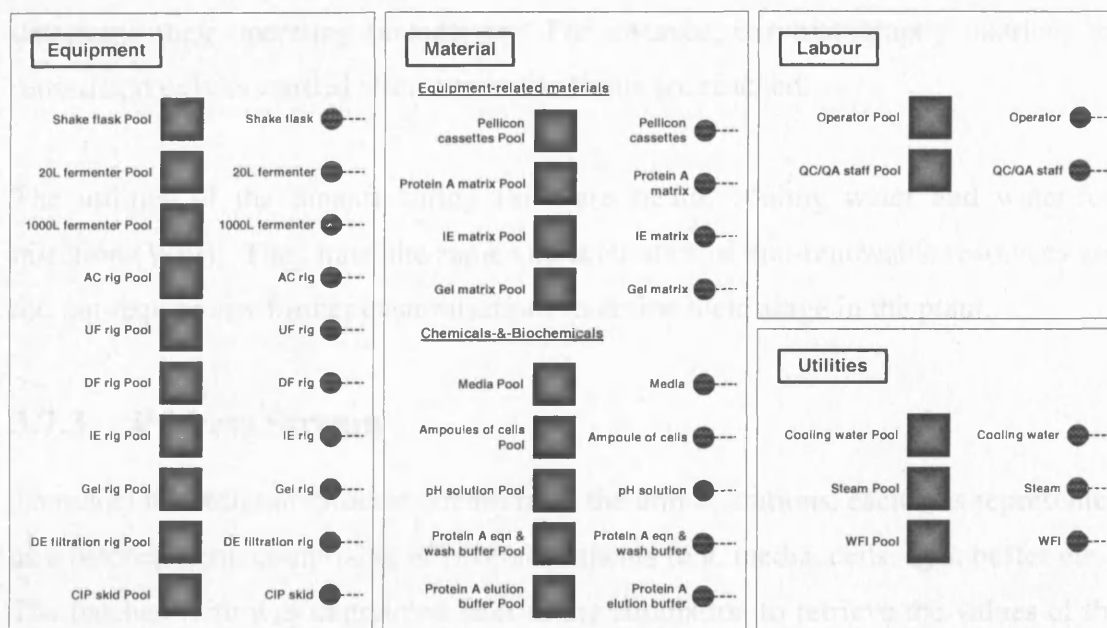 Equipment
Shake flask Pool
Shake flask
20L fermenter Pool
20L fermenter
1000L fermenter Pool
1000L fermenter
AC rig Pool
AC rig
UF rig Pool
UF rig
DF rig Pool
DF rig
IE rig Pool
IE rig
Gel rig Pool
Gel rig
DE filtration rig Pool
DE filtration rig
CIP skid Pool
CIP skid
Material
Equipment-related materials
Pellicon
cassettes Pool
Pellicon
cassettes
Protein A matrix Pool
Protein A
matrix
IE matrix Pool
IE matrix
Gel matrix Pool
Gel matrix
Chemicals-&-Biochemicals
Media Pool
Media
Ampoules of cells
Pool
Ampoule of cells
pH solution Pool
pH solution
Protein A eqn &
wash buffer Pool
Protein A eqn &
wash buffer
Protein A elution
buffer Pool
Protein A
elution buffer
Labour
Operator Pool
Operator
QC/QA staff Pool
QC/QA staff
Utilities
Cooling water Pool
Cooling water
Steam Pool
Steam
WFI Pool
WFI